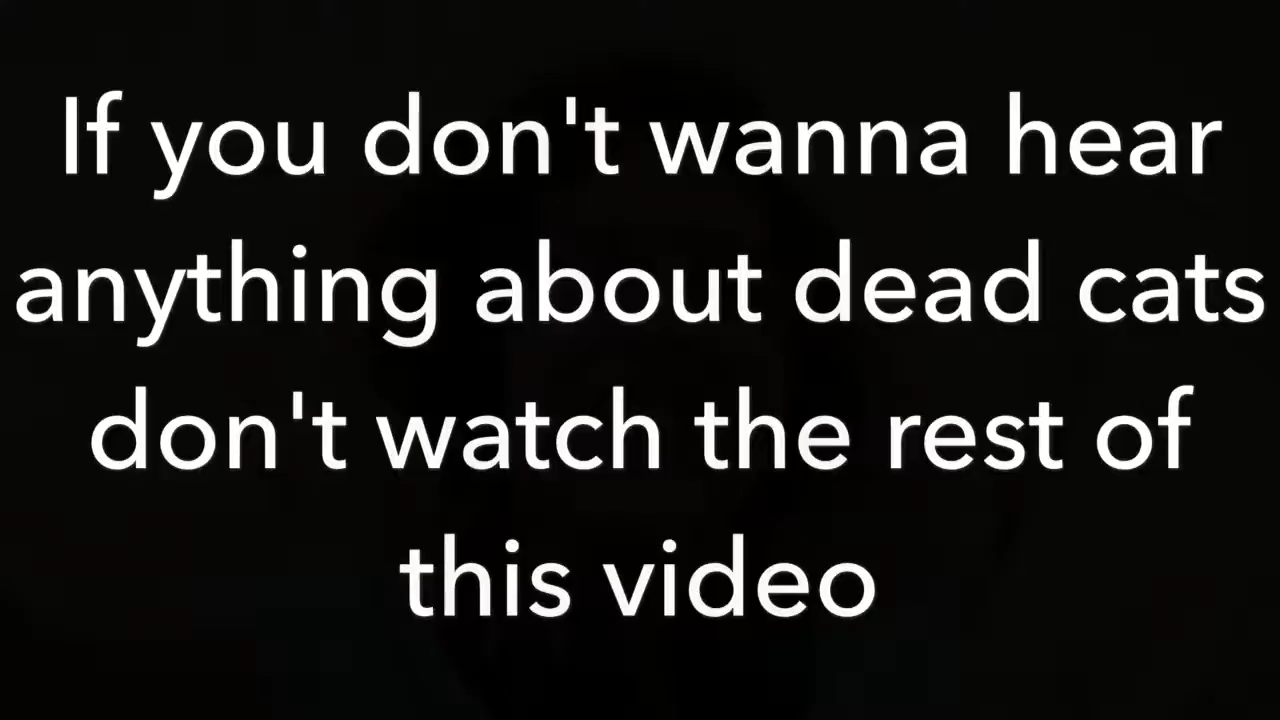 If you don't wanna hear
anything about dead cats
don't watch the rest of
this video